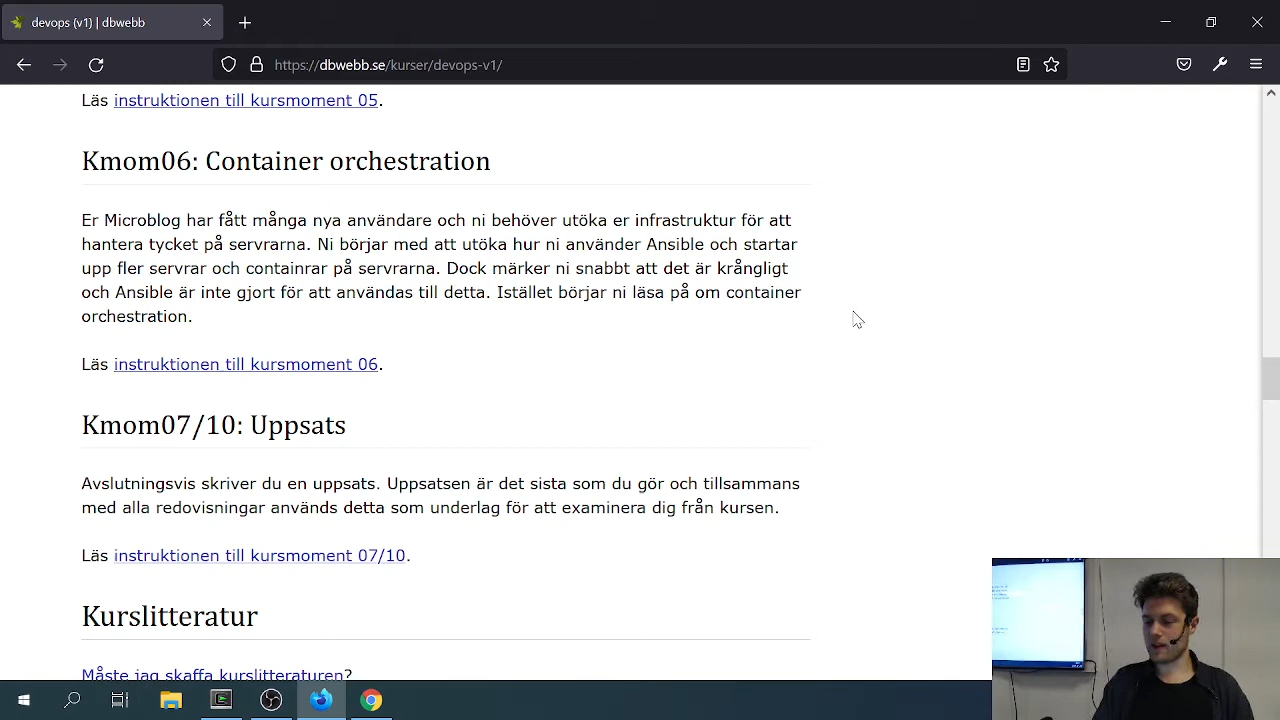 devops (v1) | dbwebb
https://dbwebb.se/kurser/devops-v1/
Läs instruktionen till kursmoment 05.
Kmom06: Container orchestration
Er Microblog har fått många nya användare och ni behöver utöka er infrastruktur för att
hantera tycket på servrarna. Ni börjar med att utöka hur ni använder Ansible och startar
upp fler servrar och containrar på servrarna. Dock märker ni snabbt att det är krångligt
och Ansible är inte gjort för att användas till detta. Istället börjar ni läsa på om container
orchestration.
Läs instruktionen till kursmoment 06.
Kmom07/10: Uppsats
Avslutningsvis skriver du en uppsats. Uppsatsen är det sista som du gör och tillsammans
med alla redovisningar används detta som underlag för att examinera dig från kursen.
Läs instruktionen till kursmoment 07/10.
Kurslitteratur
Måste jag skaffa kurslitteraturen?